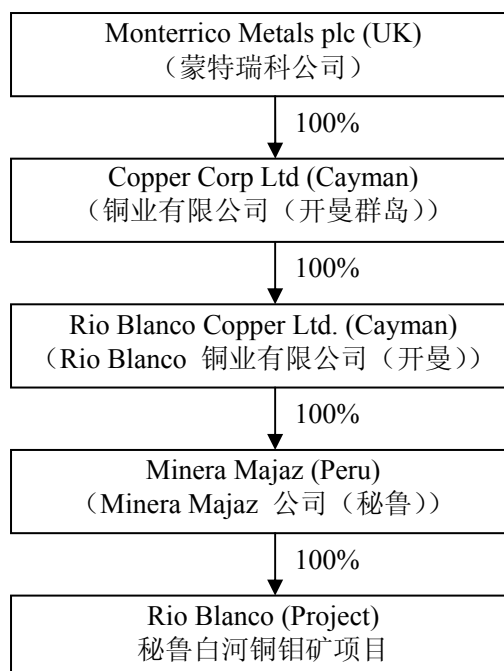 Monterrico Metals plc (UK)
（蒙特瑞科公司）
100%
Copper Corp Ltd (Cayman)
（铜业有限公司（开曼群岛））
100%
Rio Blanco Copper Ltd. (Cayman)
（Rio Blanco 铜业有限公司（开曼））
100%
Minera Majaz (Peru)
（Minera Majaz 公司（秘鲁））
100%
Rio Blanco (Project)
秘鲁白河铜钼矿项目